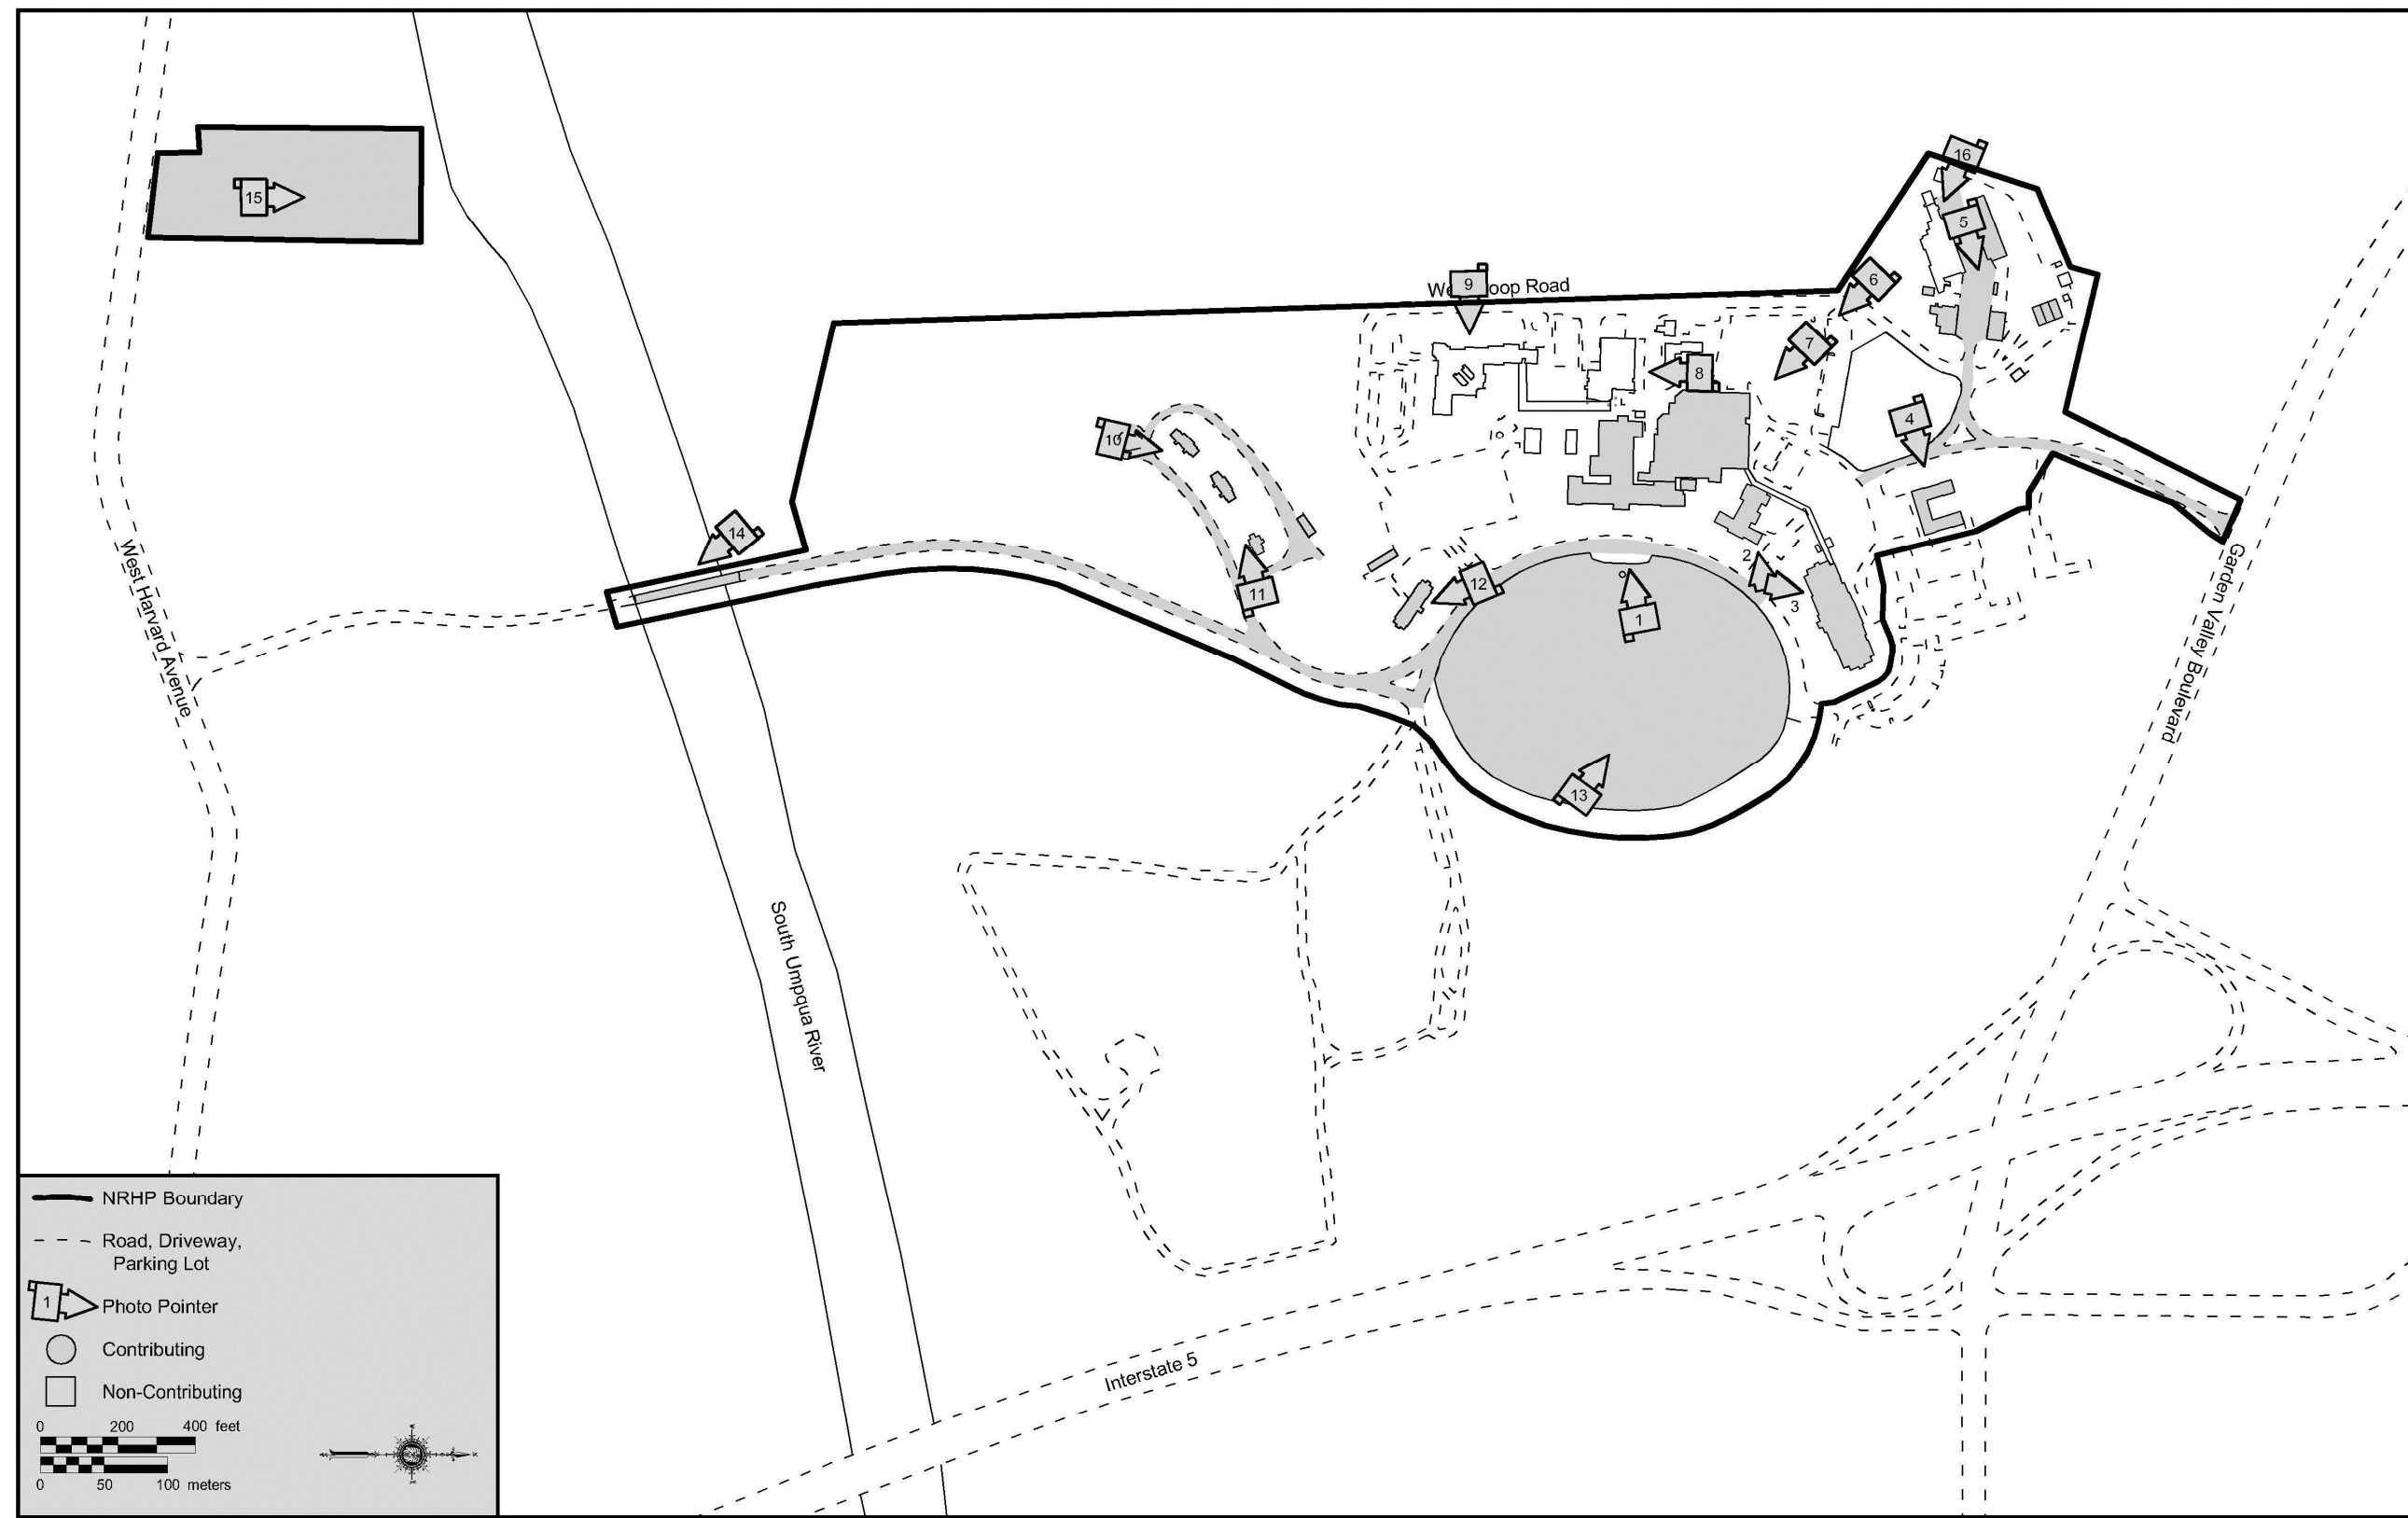 16
15
5
6
9
West Loop Road
7
8
4
10
14
2
3
12
11
1
West Harvard Avenue
Garden Valley Boulevard
13
South Umpqua River
Interstate 5
NRHP Boundary
Road, Driveway,
Parking Lot
1 Photo Pointer
Contributing
Non-Contributing
0 200 400 feet
0 50 100 meters